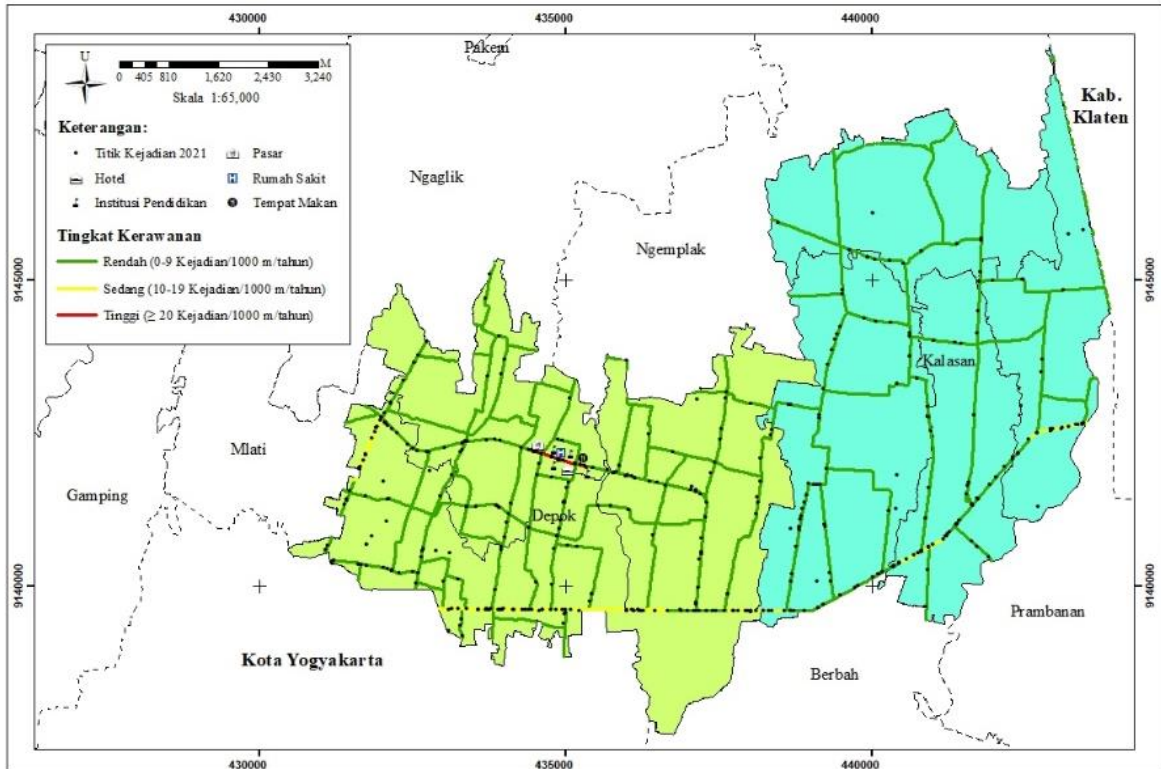 430000 435000 440000
U
M
0 405 810 1,620 2,430 3,240
Skala 1:65,000
Keterangan:
Titik Kejadian 2021 Pasar
Hotel H Rumah Sakit
Institusi Pendidikan Tempat Makan
Tingkat Kerawanan
Rendah (0-9 Kejadian/1000 m/tahun)
Sedang (10-19 Kejadian/1000 m/tahun)
Tinggi (≥ 20 Kejadian/1000 m/tahun)
Pakem
Kab.
Klaten
Ngaglik
Ngemplak
9145000 9145000
Kalasan
Mlati
Gamping
Depok
9140000 9140000
Prambanan
Kota Yogyakarta
Berbah
430000 435000 440000